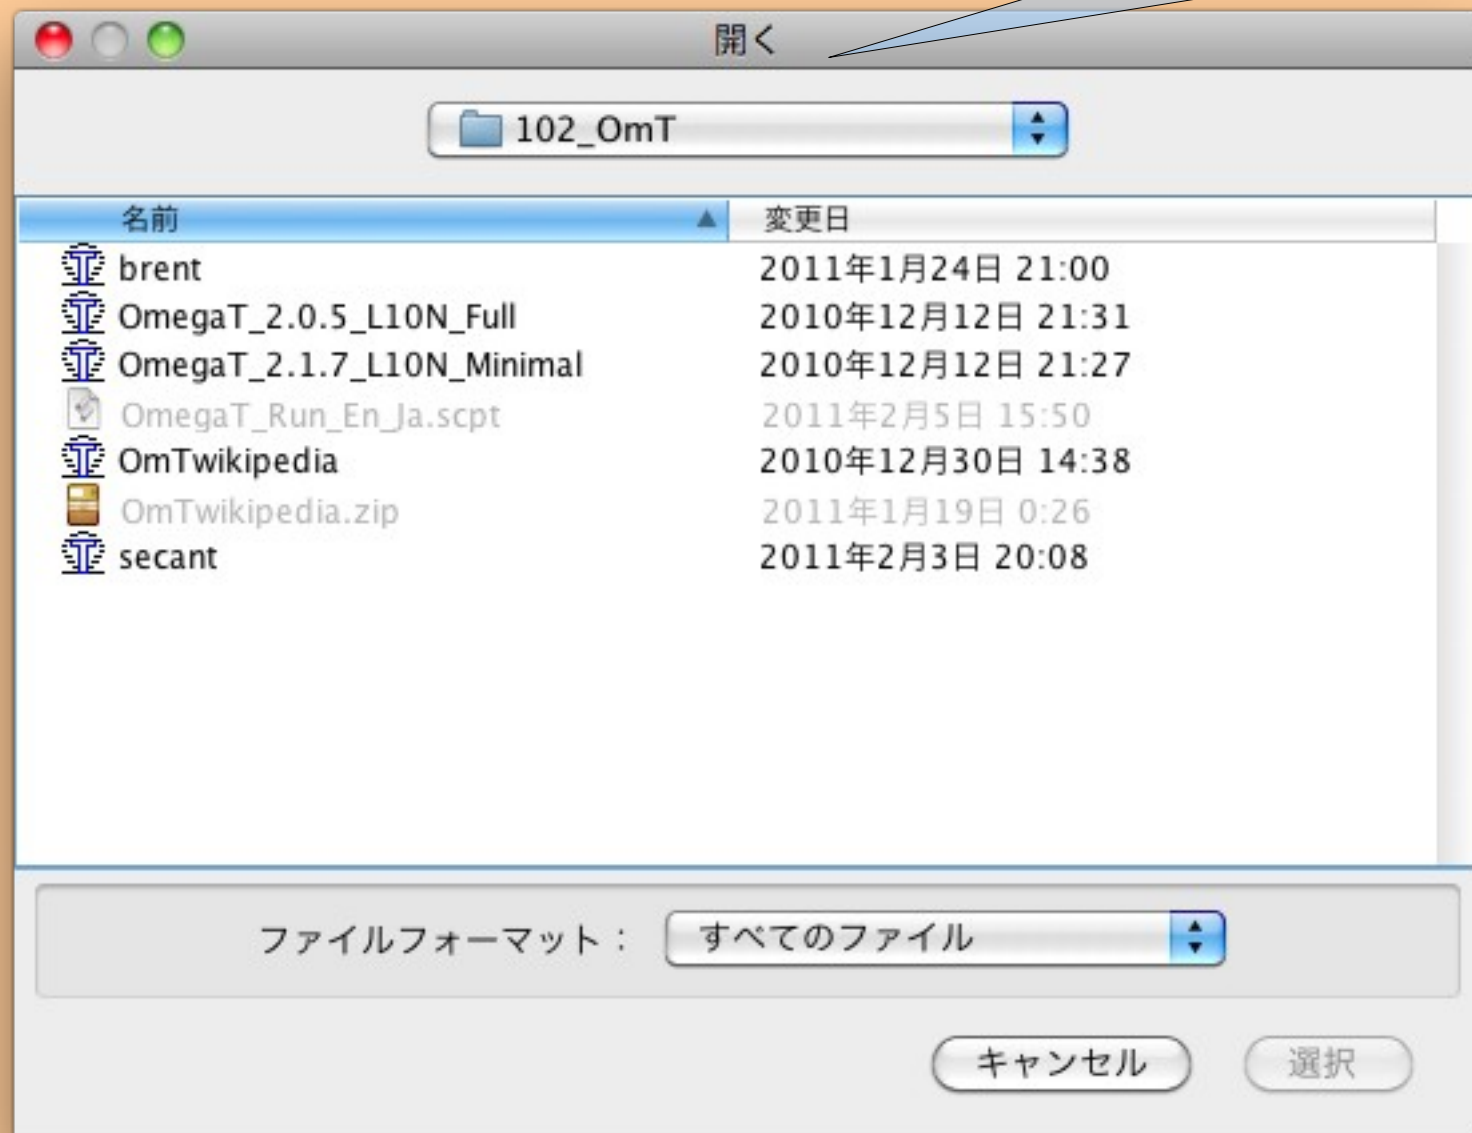 開く
102_OmT
名前 変更日
brent 2011年1月24日 21:00
OmegaT_2.0.5_L10N_Full 2010年12月12日 21:31
OmegaT_2.1.7_L10N_Minimal 2010年12月12日 21:27
OmegaT_Run_En_Ja.scpt 2011年2月5日 15:50
OmTwikipedia 2010年12月30日 14:38
OmTwikipedia.zip 2011年1月19日 0:26
secant 2011年2月3日 20:08
ファイルフォーマット： すべてのファイル
キャンセル 選択